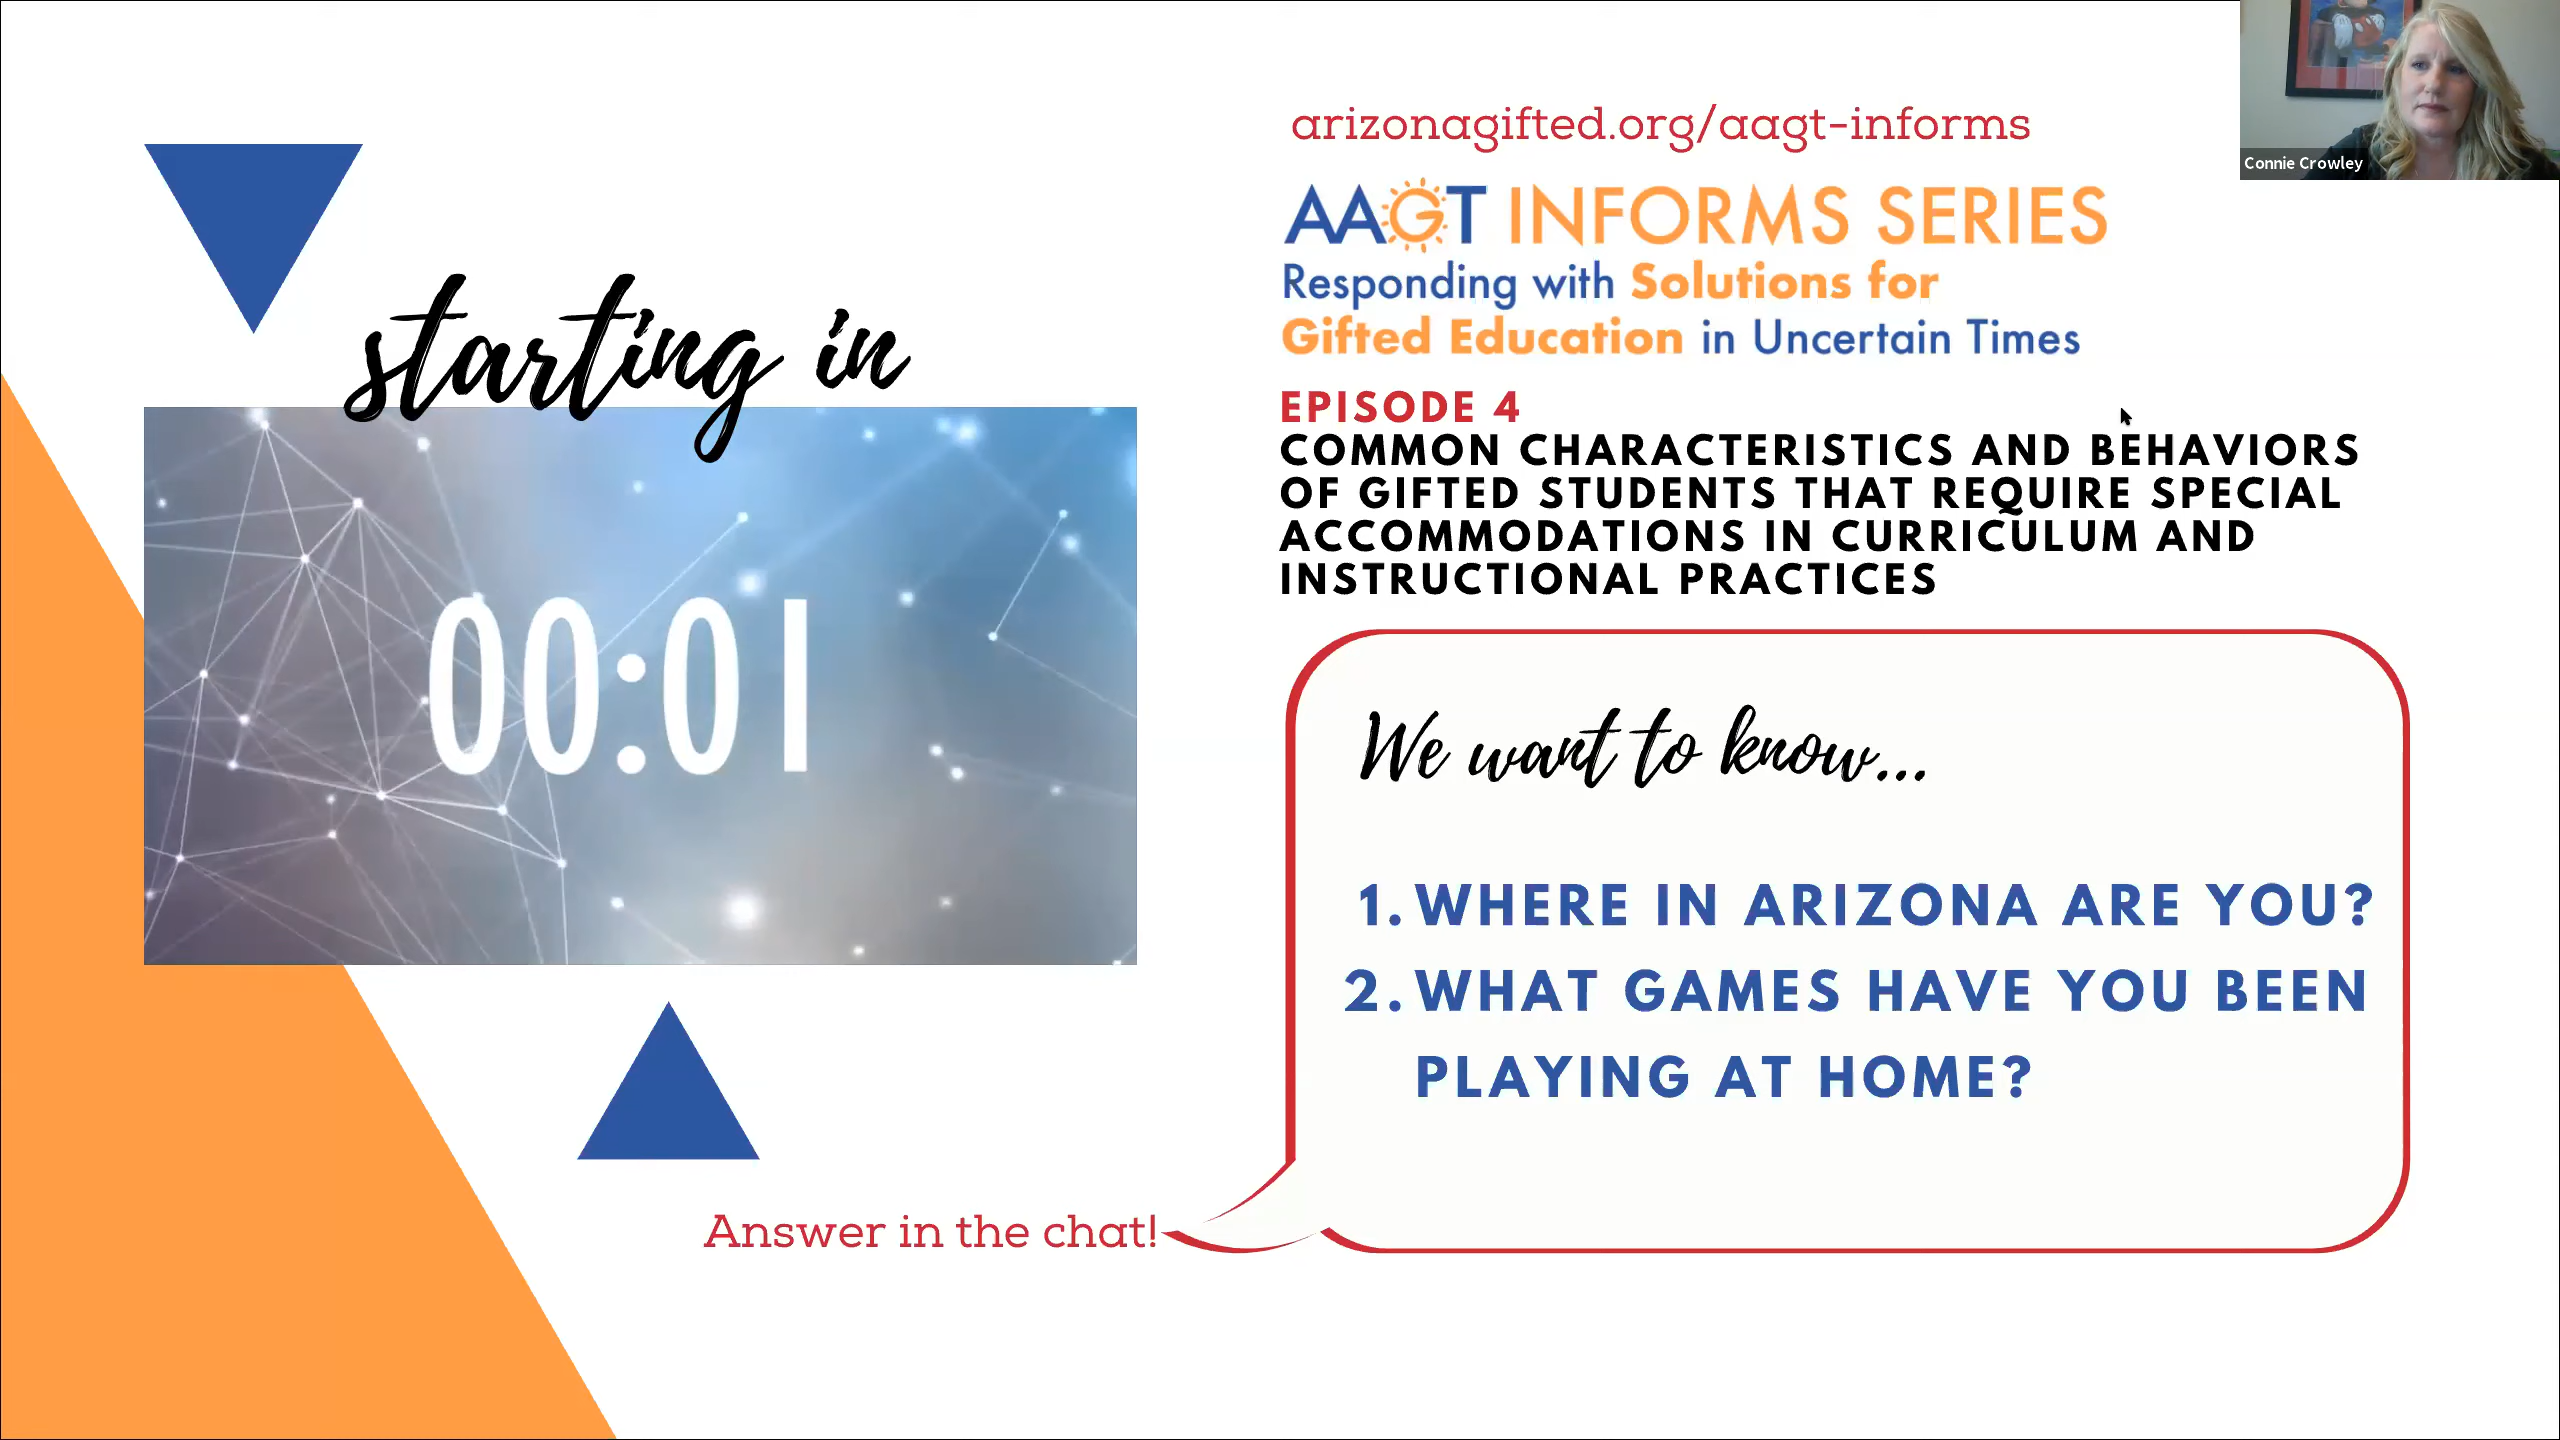 starting in
00:01
Answer in the chat!
arizonagifted.org/aagt-informs
AAGT INFORMS SERIES
Responding with Solutions for
Gifted Education in Uncertain Times
EPISODE 4
COMMON CHARACTERISTICS AND BEHAVIORS
OF GIFTED STUDENTS THAT REQUIRE SPECIAL
ACCOMMODATIONS IN CURRICULUM AND
INSTRUCTIONAL PRACTICES
We want to know...
1. WHERE IN ARIZONA ARE YOU?
2. WHAT GAMES HAVE YOU BEEN
PLAYING AT HOME?
Connie Crowley